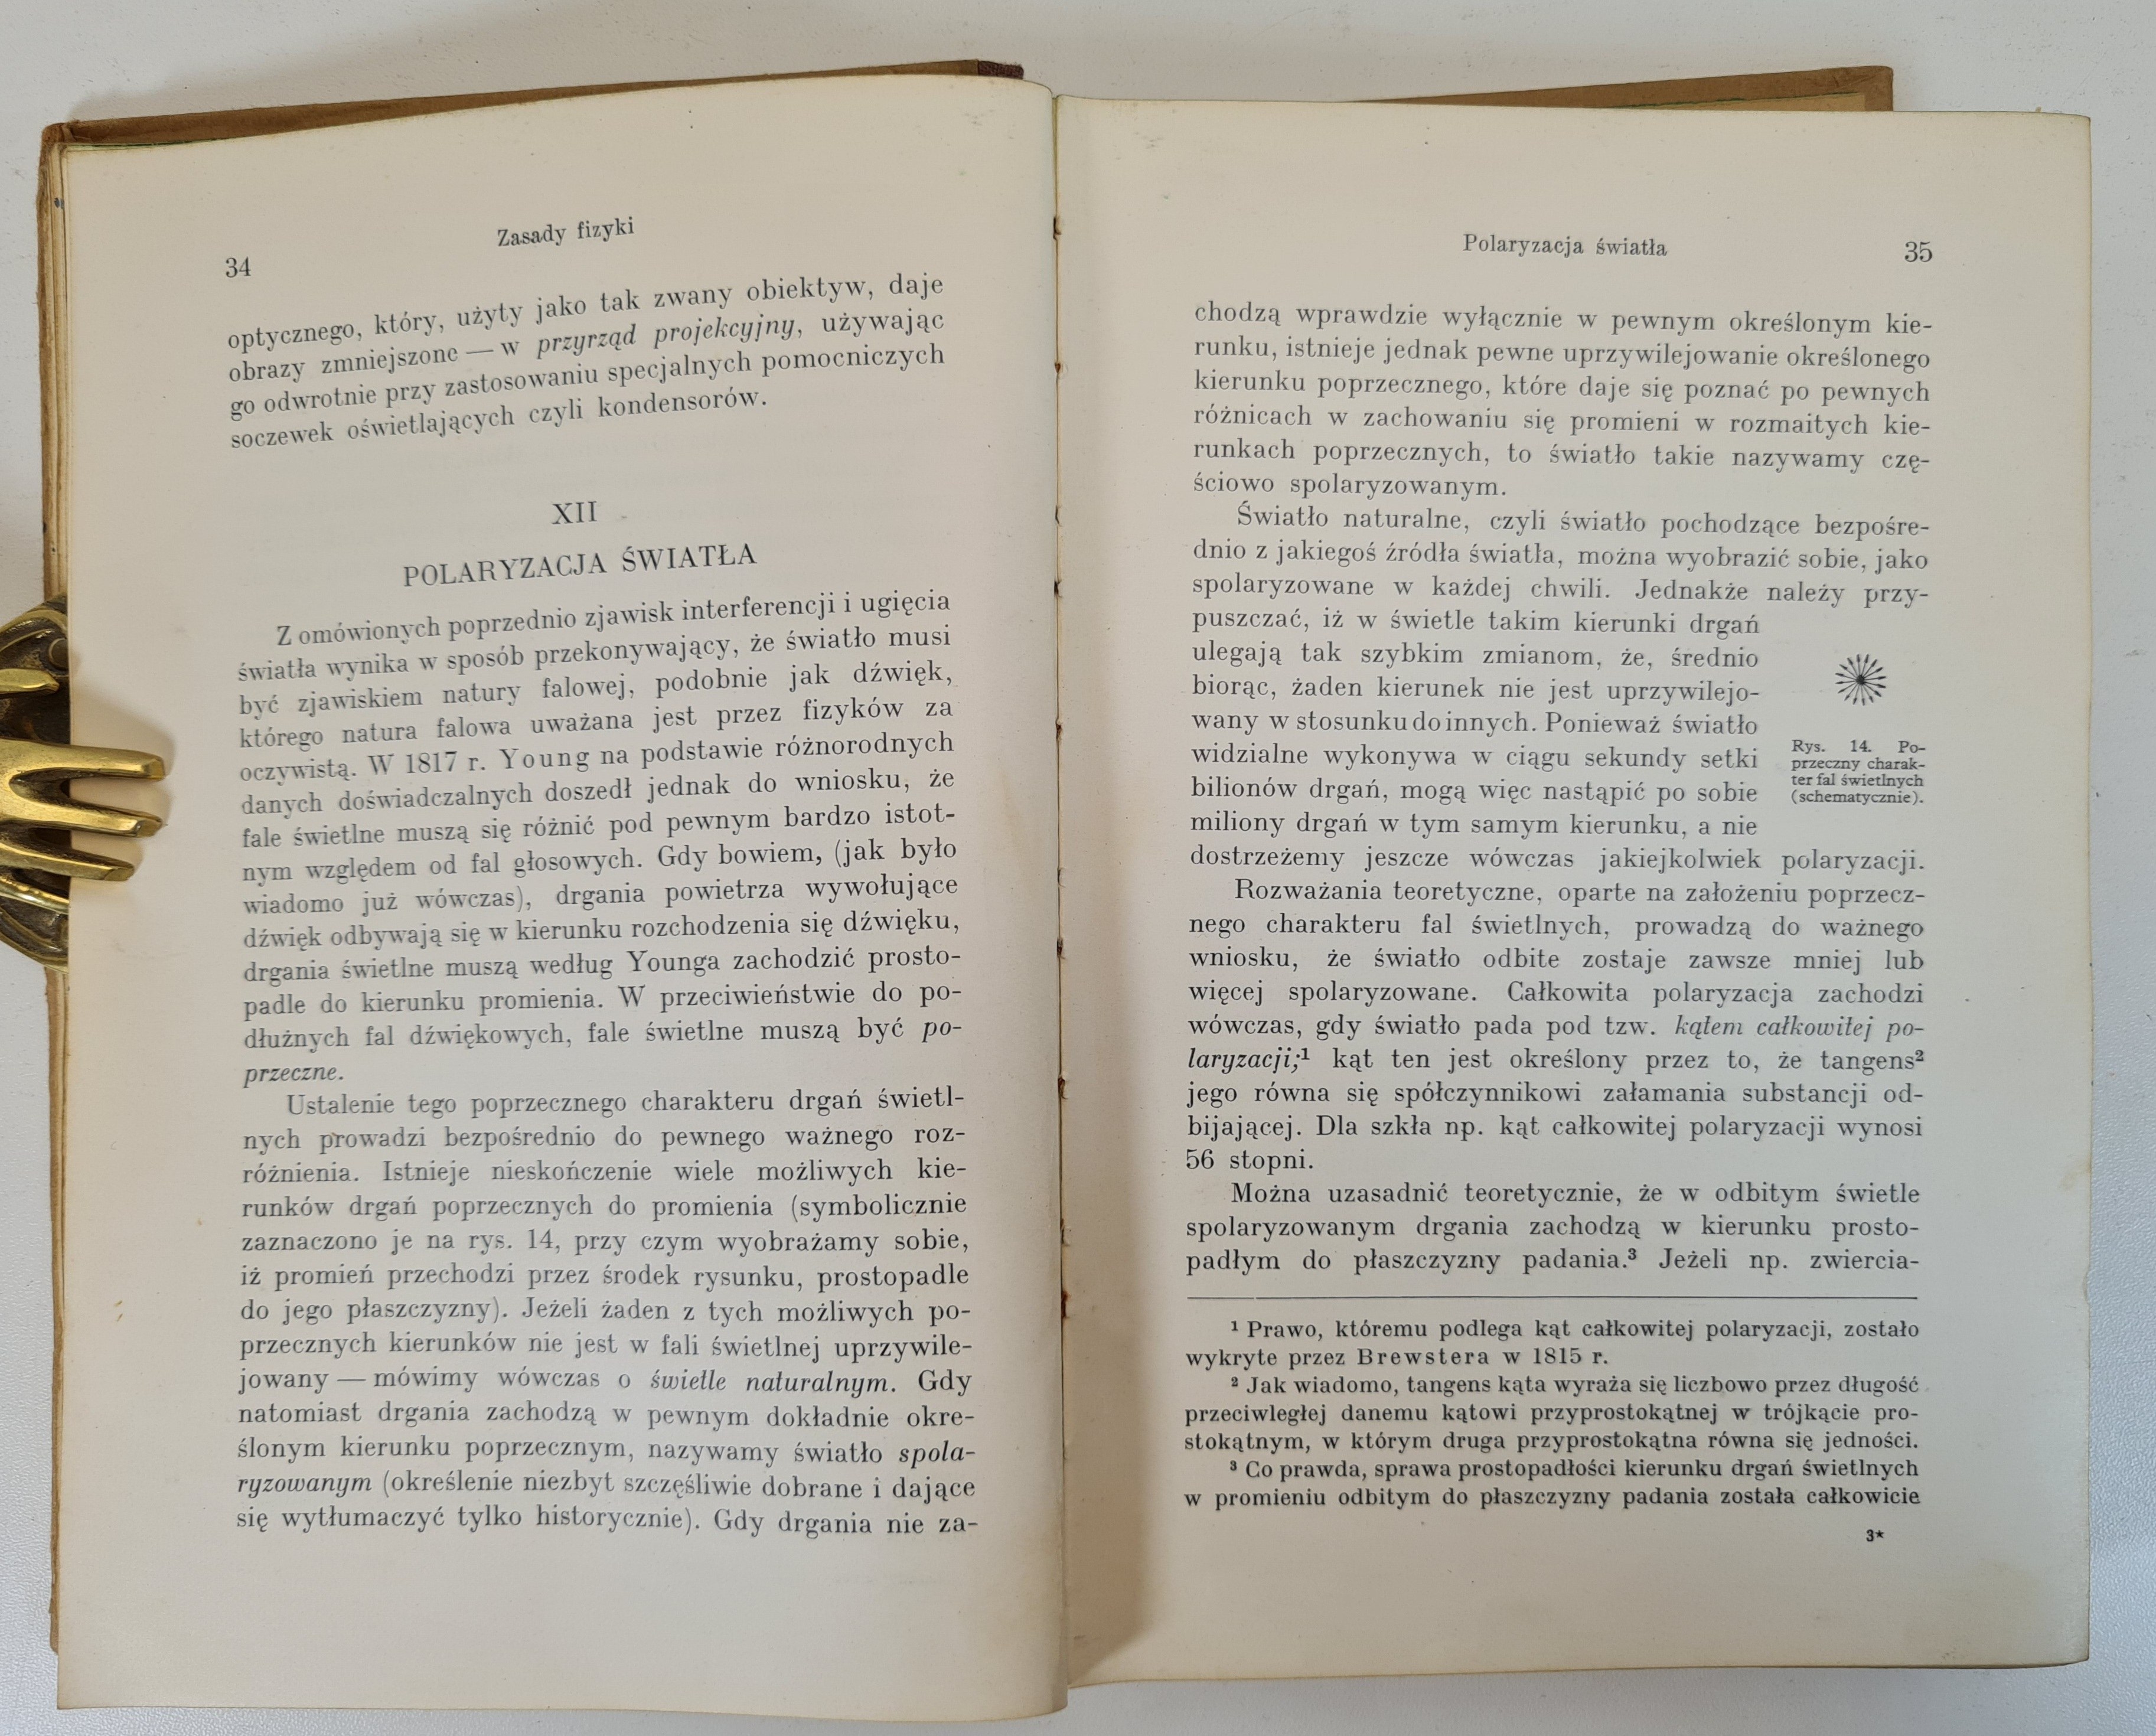 34
Zasady fizyki
optycznego, który, użyty jako tak zwany obiektyw, daje
obrazy zmniejszone — w przyrząd projekcyjny, używając
go odwrotnie przy zastosowaniu specjalnych pomocniczych
soczewek oświetlających czyli kondensorów.
XII
POLARYZACJA ŚWIATŁA
Z omówionych poprzednio zjawisk interferencji i ugięcia
światła wynika w sposób przekonywający, że światło musi
być zjawiskiem natury falowej, podobnie jak dźwięk,
którego natura falowa uważana jest przez fizyków za
oczywistą. W 1817 r. Young na podstawie różnorodnych
danych doświadczalnych doszedł jednak do wniosku, że
fale świetlne muszą się różnić pod pewnym bardzo istot-
nym względem od fal głosowych. Gdy bowiem, (jak było
wiadomo już wówczas), drgania powietrza wywołujące
dźwięk odbywają się w kierunku rozchodzenia się dźwięku,
drgania świetlne muszą według Younga zachodzić prosto-
padle do kierunku promienia. W przeciwieństwie do po-
dłużnych fal dźwiękowych, fale świetlne muszą być po-
przeczne.
Ustalenie tego poprzecznego charakteru drgań świetl-
nych prowadzi bezpośrednio do pewnego ważnego roz-
różnienia. Istnieje nieskończenie wiele możliwych kie-
runków drgań poprzecznych do promienia (symbolicznie
zaznaczono je na rys. 14, przy czym wyobrażamy sobie,
iż promień przechodzi przez środek rysunku, prostopadle
do jego płaszczyzny). Jeżeli żaden z tych możliwych po-
przecznych kierunków nie jest w fali świetlnej uprzywile-
jowany — mówimy wówczas o świetle naturalnym. Gdy
natomiast drgania zachodzą w pewnym dokładnie okre-
ślonym kierunku poprzecznym, nazywamy światło spola-
ryzowanym (określenie niezbyt szczęśliwie dobrane i dające
się wytłumaczyć tylko historycznie). Gdy drgania nie za-
Polaryzacja światła
35
chodzą wprawdzie wyłącznie w pewnym określonym kie-
runku, istnieje jednak pewne uprzywilejowanie określonego
kierunku poprzecznego, które daje się poznać po pewnych
różnicach w zachowaniu się promieni w rozmaitych kie-
runkach poprzecznych, to światło takie nazywamy czę-
ściowo spolaryzowanym.
Światło naturalne, czyli światło pochodzące bezpośre-
dnio z jakiegoś źródła światła, można wyobrazić sobie, jako
spolaryzowane w każdej chwili. Jednakże należy przy-
puszczać, iż w świetle takim kierunki drgań
ulegają tak szybkim zmianom, że, średnio
biorąc, żaden kierunek nie jest uprzywilejo-
wany w stosunku do innych. Ponieważ światło
widzialne wykonywa w ciągu sekundy setki
bilionów drgań, mogą więc nastąpić po sobie
miliony drgań w tym samym kierunku, a nie
dostrzeżemy jeszcze wówczas jakiejkolwiek polaryzacji.
Rys. 14. Po-
przeczny charak-
ter fal świetlnych
(schematycznie).
Rozważania teoretyczne, oparte na założeniu poprzecz-
nego charakteru fal świetlnych, prowadzą do ważnego
wniosku, że światło odbite zostaje zawsze mniej lub
więcej spolaryzowane. Całkowita polaryzacja zachodzi
wówczas, gdy światło pada pod tzw. kątem całkowitej po-
laryzacji;¹ kąt ten jest określony przez to, że tangens²
jego równa się spółczynnikowi załamania substancji od-
bijającej. Dla szkła np. kąt całkowitej polaryzacji wynosi
56 stopni.
Można uzasadnić teoretycznie, że w odbitym świetle
spolaryzowanym drgania zachodzą w kierunku prosto-
padłym do płaszczyzny padania.³ Jeżeli np. zwiercia-
¹ Prawo, któremu podlega kąt całkowitej polaryzacji, zostało
wykryte przez Brewstera w 1815 r.
² Jak wiadomo, tangens kąta wyraża się liczbowo przez długość
przeciwległej danemu kątowi przyprostokątnej w trójkącie pro-
stokątnym, w którym druga przyprostokątna równa się jedności.
³ Co prawda, sprawa prostopadłości kierunku drgań świetlnych
w promieniu odbitym do płaszczyzny padania została całkowicie
3*